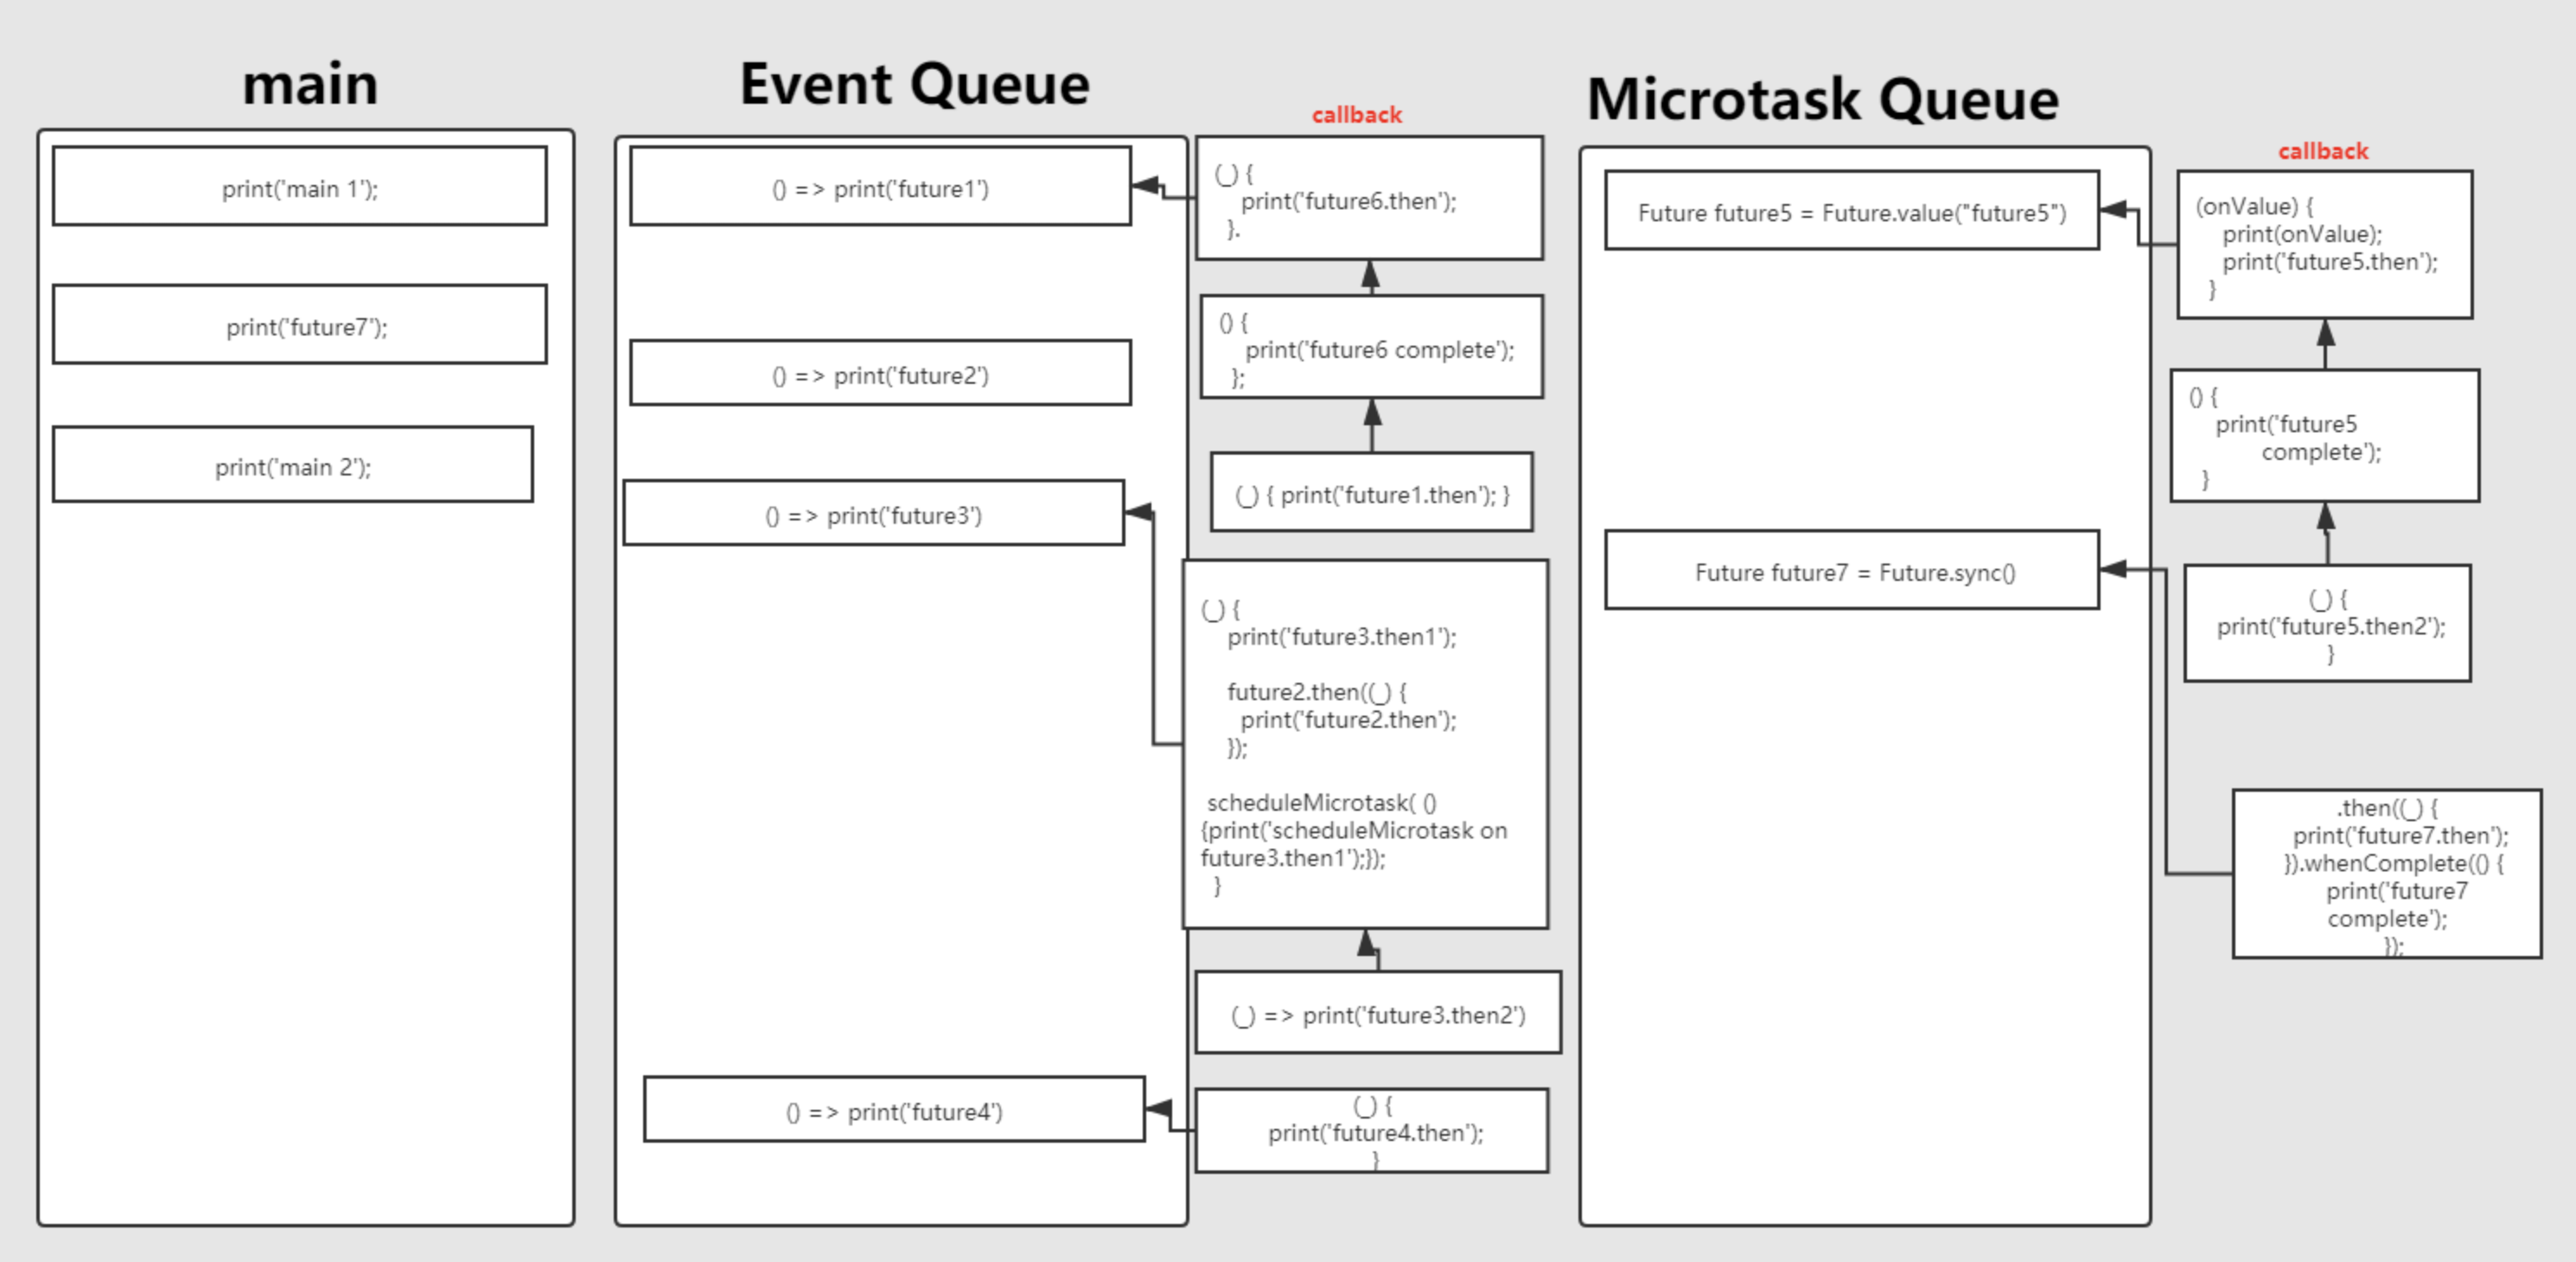 main
print('main 1');
print('future7');
print('main 2');
Event Queue
() => print('future1')
() => print('future2')
() => print('future3')
() => print('future4')
callback
(_) {
print('future6.then');
}.
() {
print('future6 complete');
};
(_) { print('future1.then'); }
(_) {
print('future3.then1');
future2.then((_) {
print('future2.then');
});
scheduleMicrotask( ()
{print('scheduleMicrotask on
future3.then1');});
}
(_) => print('future3.then2')
(_) {
print('future4.then');
}
Microtask Queue
Future future5 = Future.value("future5")
Future future7 = Future.sync()
callback
(onValue) {
print(onValue);
print('future5.then');
}
() {
print('future5
complete');
}
(_) {
print('future5.then2');
}
.then((_) {
print('future7.then');
}).whenComplete(() {
print('future7
complete');
});